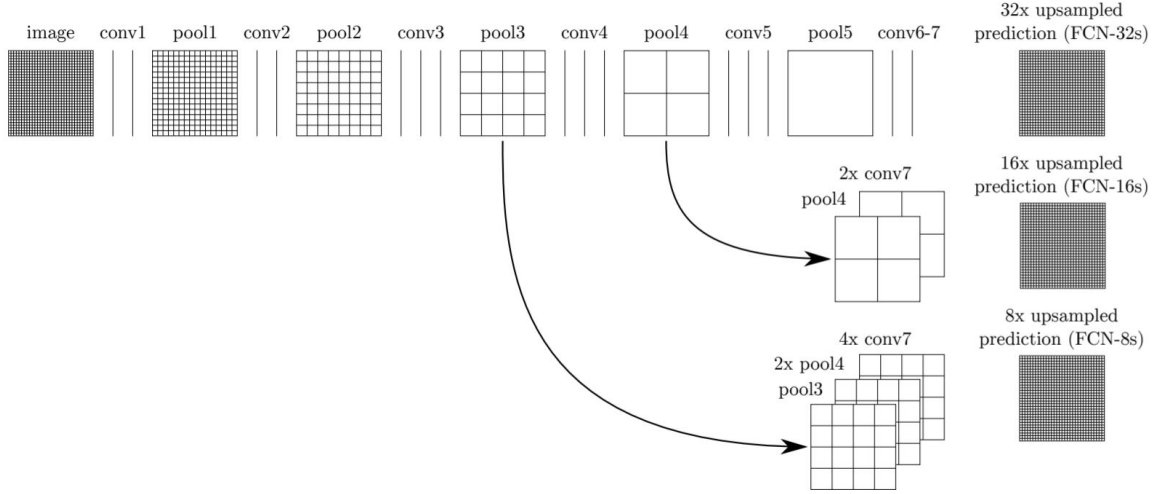 image conv1 pool1 conv2 pool2 conv3 pool3 conv4 pool4 conv5 pool5 conv6-7
32x upsampled
prediction (FCN-32s)
16x upsampled
prediction (FCN-16s)
2x conv7
pool4
8x upsampled
prediction (FCN-8s)
4x conv7
2x pool4
pool3